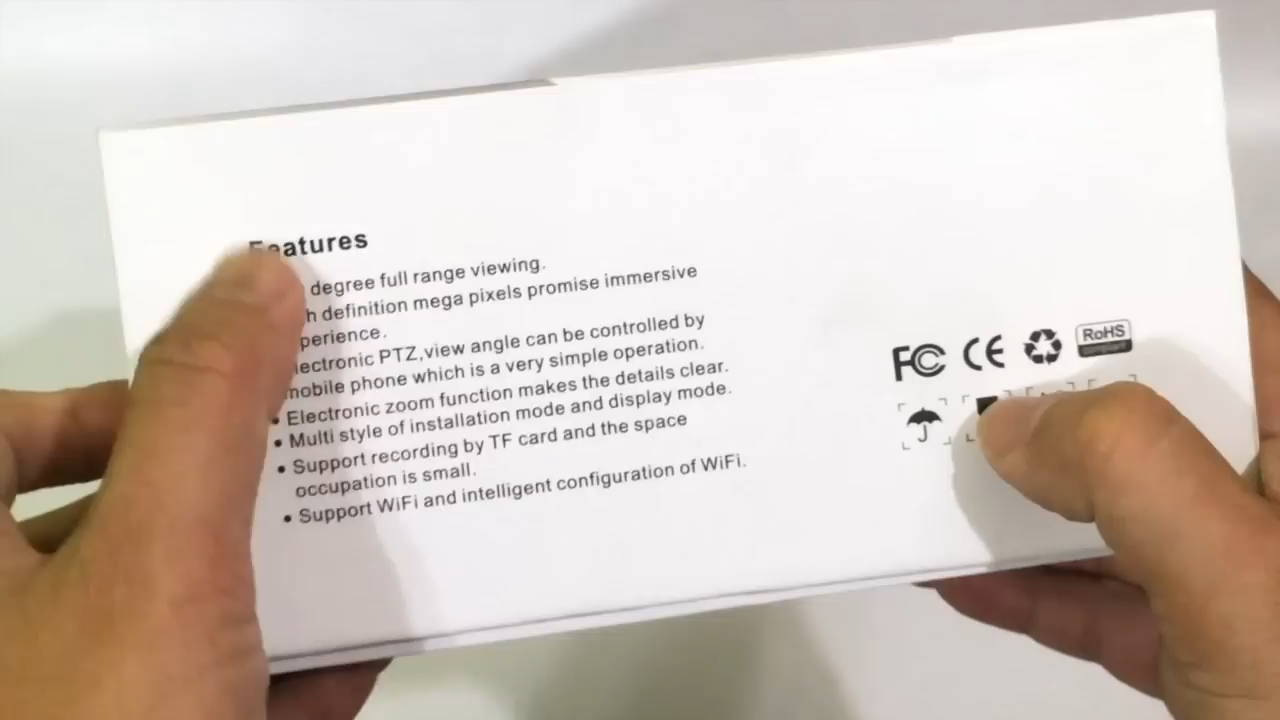 Features
degree full range viewing.
definition mega pixels promise immersive
Electronic PTZ,view angle can be controlled by
mobile phone which is a very simple operation.
• Electronic zoom function makes the details clear.
• Multi style of installation mode and display mode.
• Support recording by TF card and the space
occupation is small.
• Support WiFi and intelligent configuration of WiFi.
FC CE RoHS